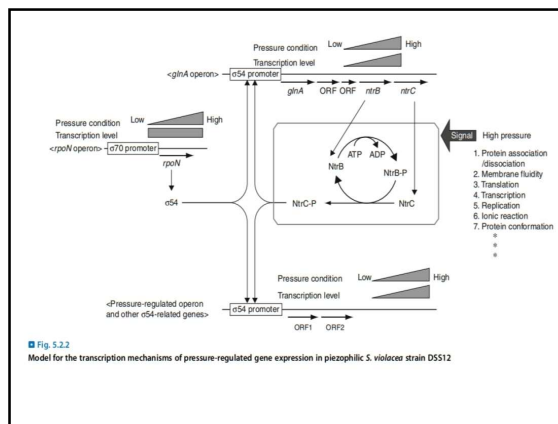 Pressure condition Low High
Transcription level
<glnA operon> σ54 promoter
glnA ORF ORF ntrB ntrC
Pressure condition Low High
Transcription level
<rpoN operon> σ70 promoter
rpoN
σ54
ATP ADP
NtrB
NtrB-P
NtrC-P
NtrC
Signal High pressure
1. Protein association
/dissociation
2. Membrane fluidity
3. Translation
4. Transcription
5. Replication
6. Ionic reaction
7. Protein conformation
*
*
*
Pressure condition Low High
Transcription level
<Pressure-regulated operon
and other σ54-related genes>
σ54 promoter
ORF1 ORF2
Fig. 5.2.2
Model for the transcription mechanisms of pressure-regulated gene expression in piezophilic S. violacea strain DSS12